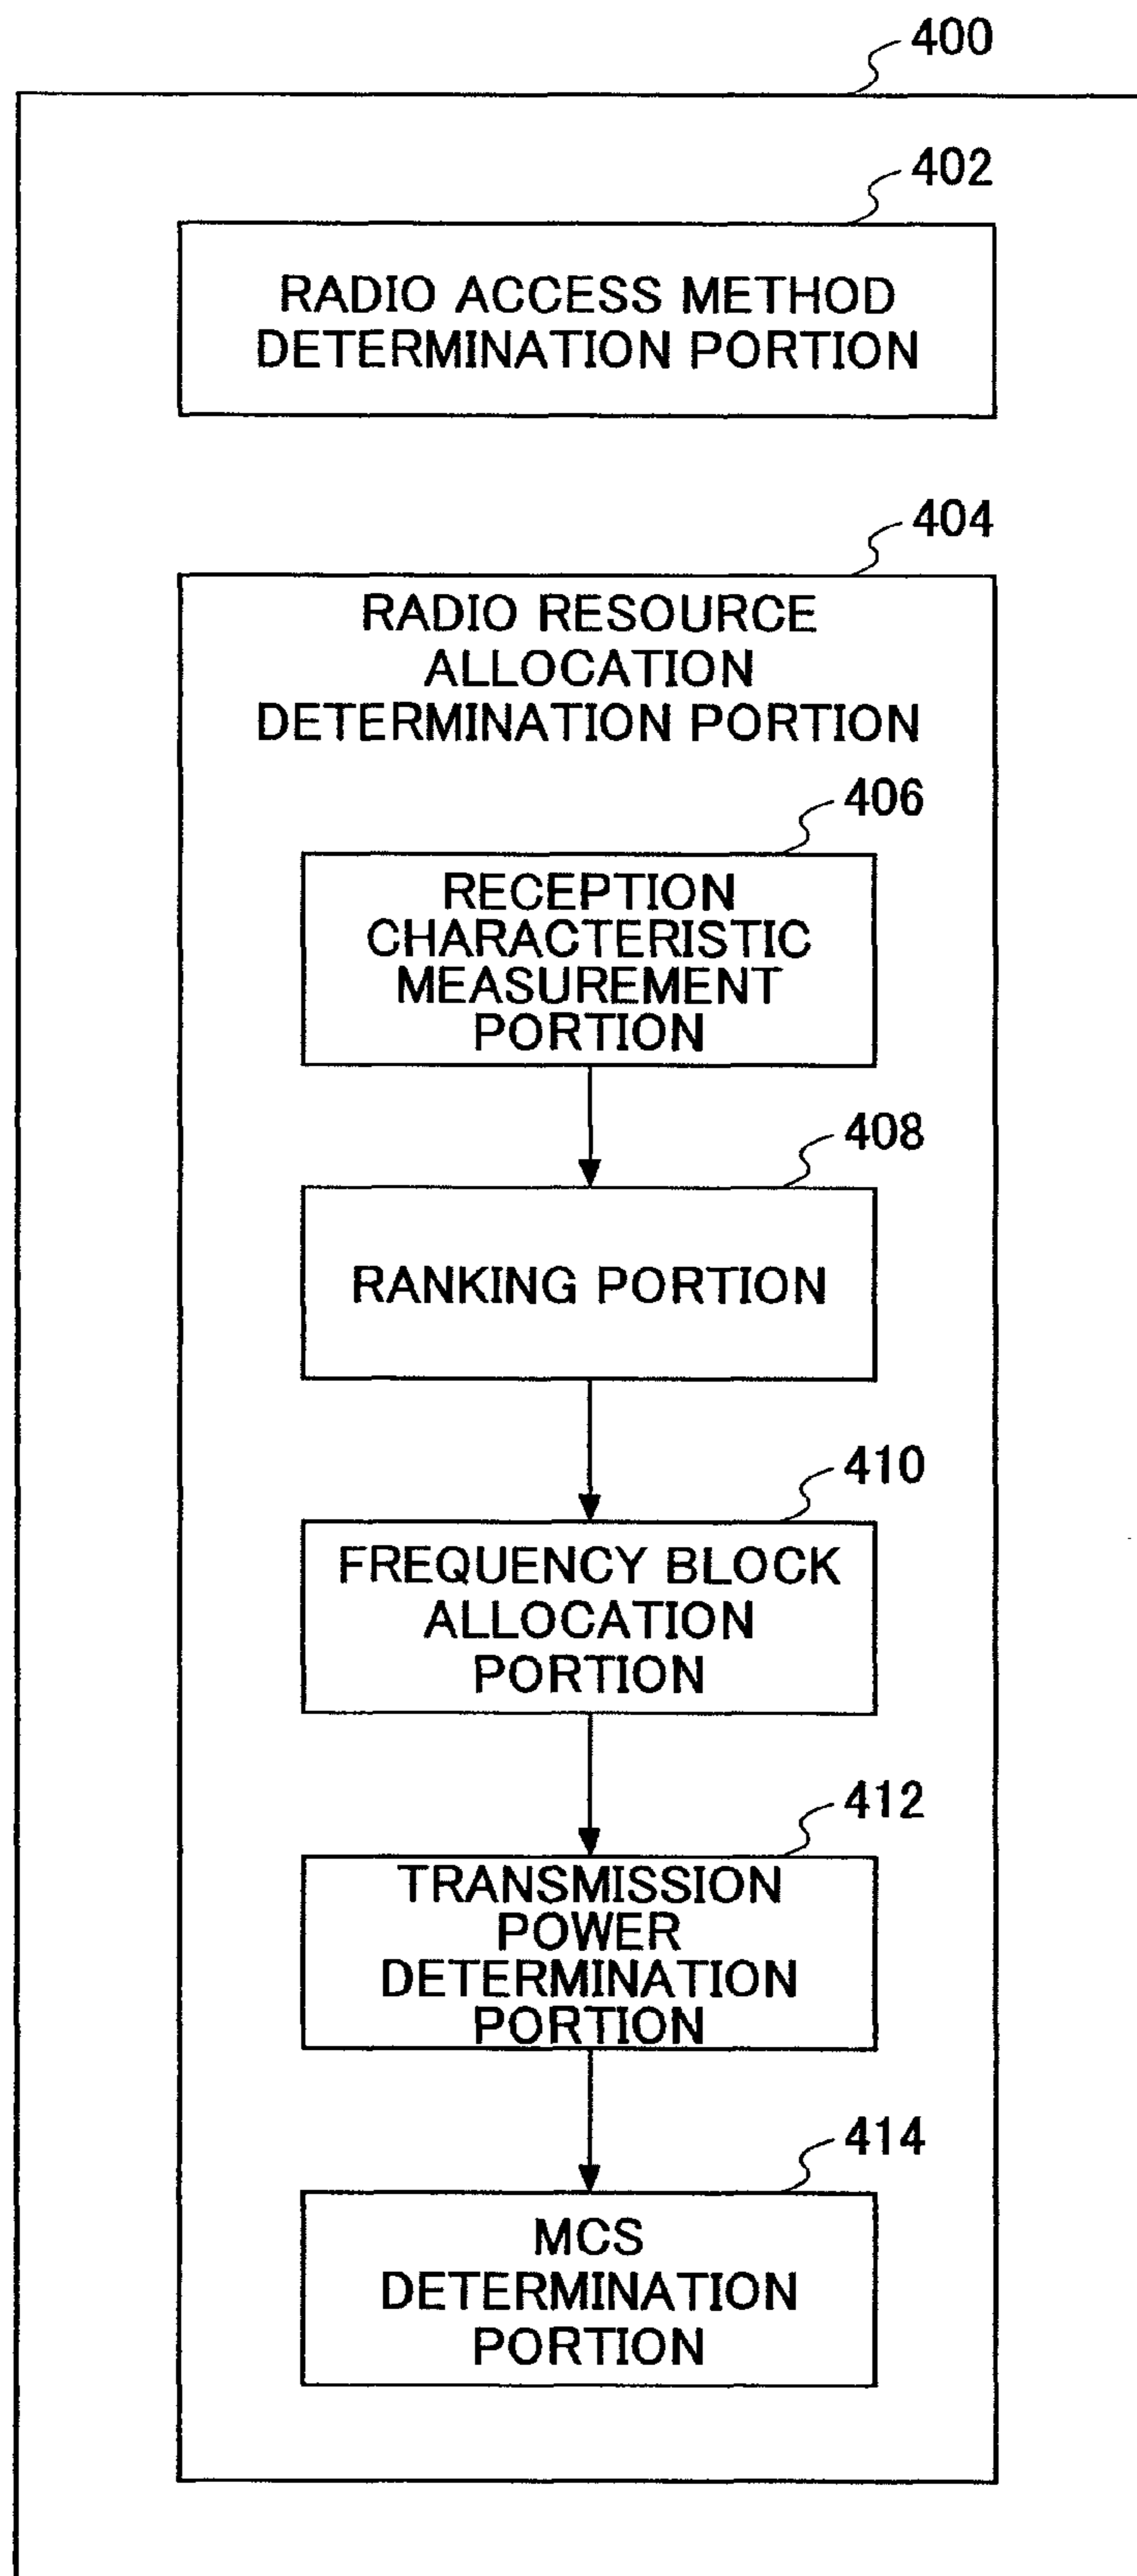 400
402
RADIO ACCESS METHOD
DETERMINATION PORTION
404
RADIO RESOURCE
ALLOCATION
DETERMINATION PORTION
406
RECEPTION
CHARACTERISTIC
MEASUREMENT
PORTION
408
RANKING PORTION
410
FREQUENCY BLOCK
ALLOCATION
PORTION
412
TRANSMISSION
POWER
DETERMINATION
PORTION
414
MCS
DETERMINATION
PORTION